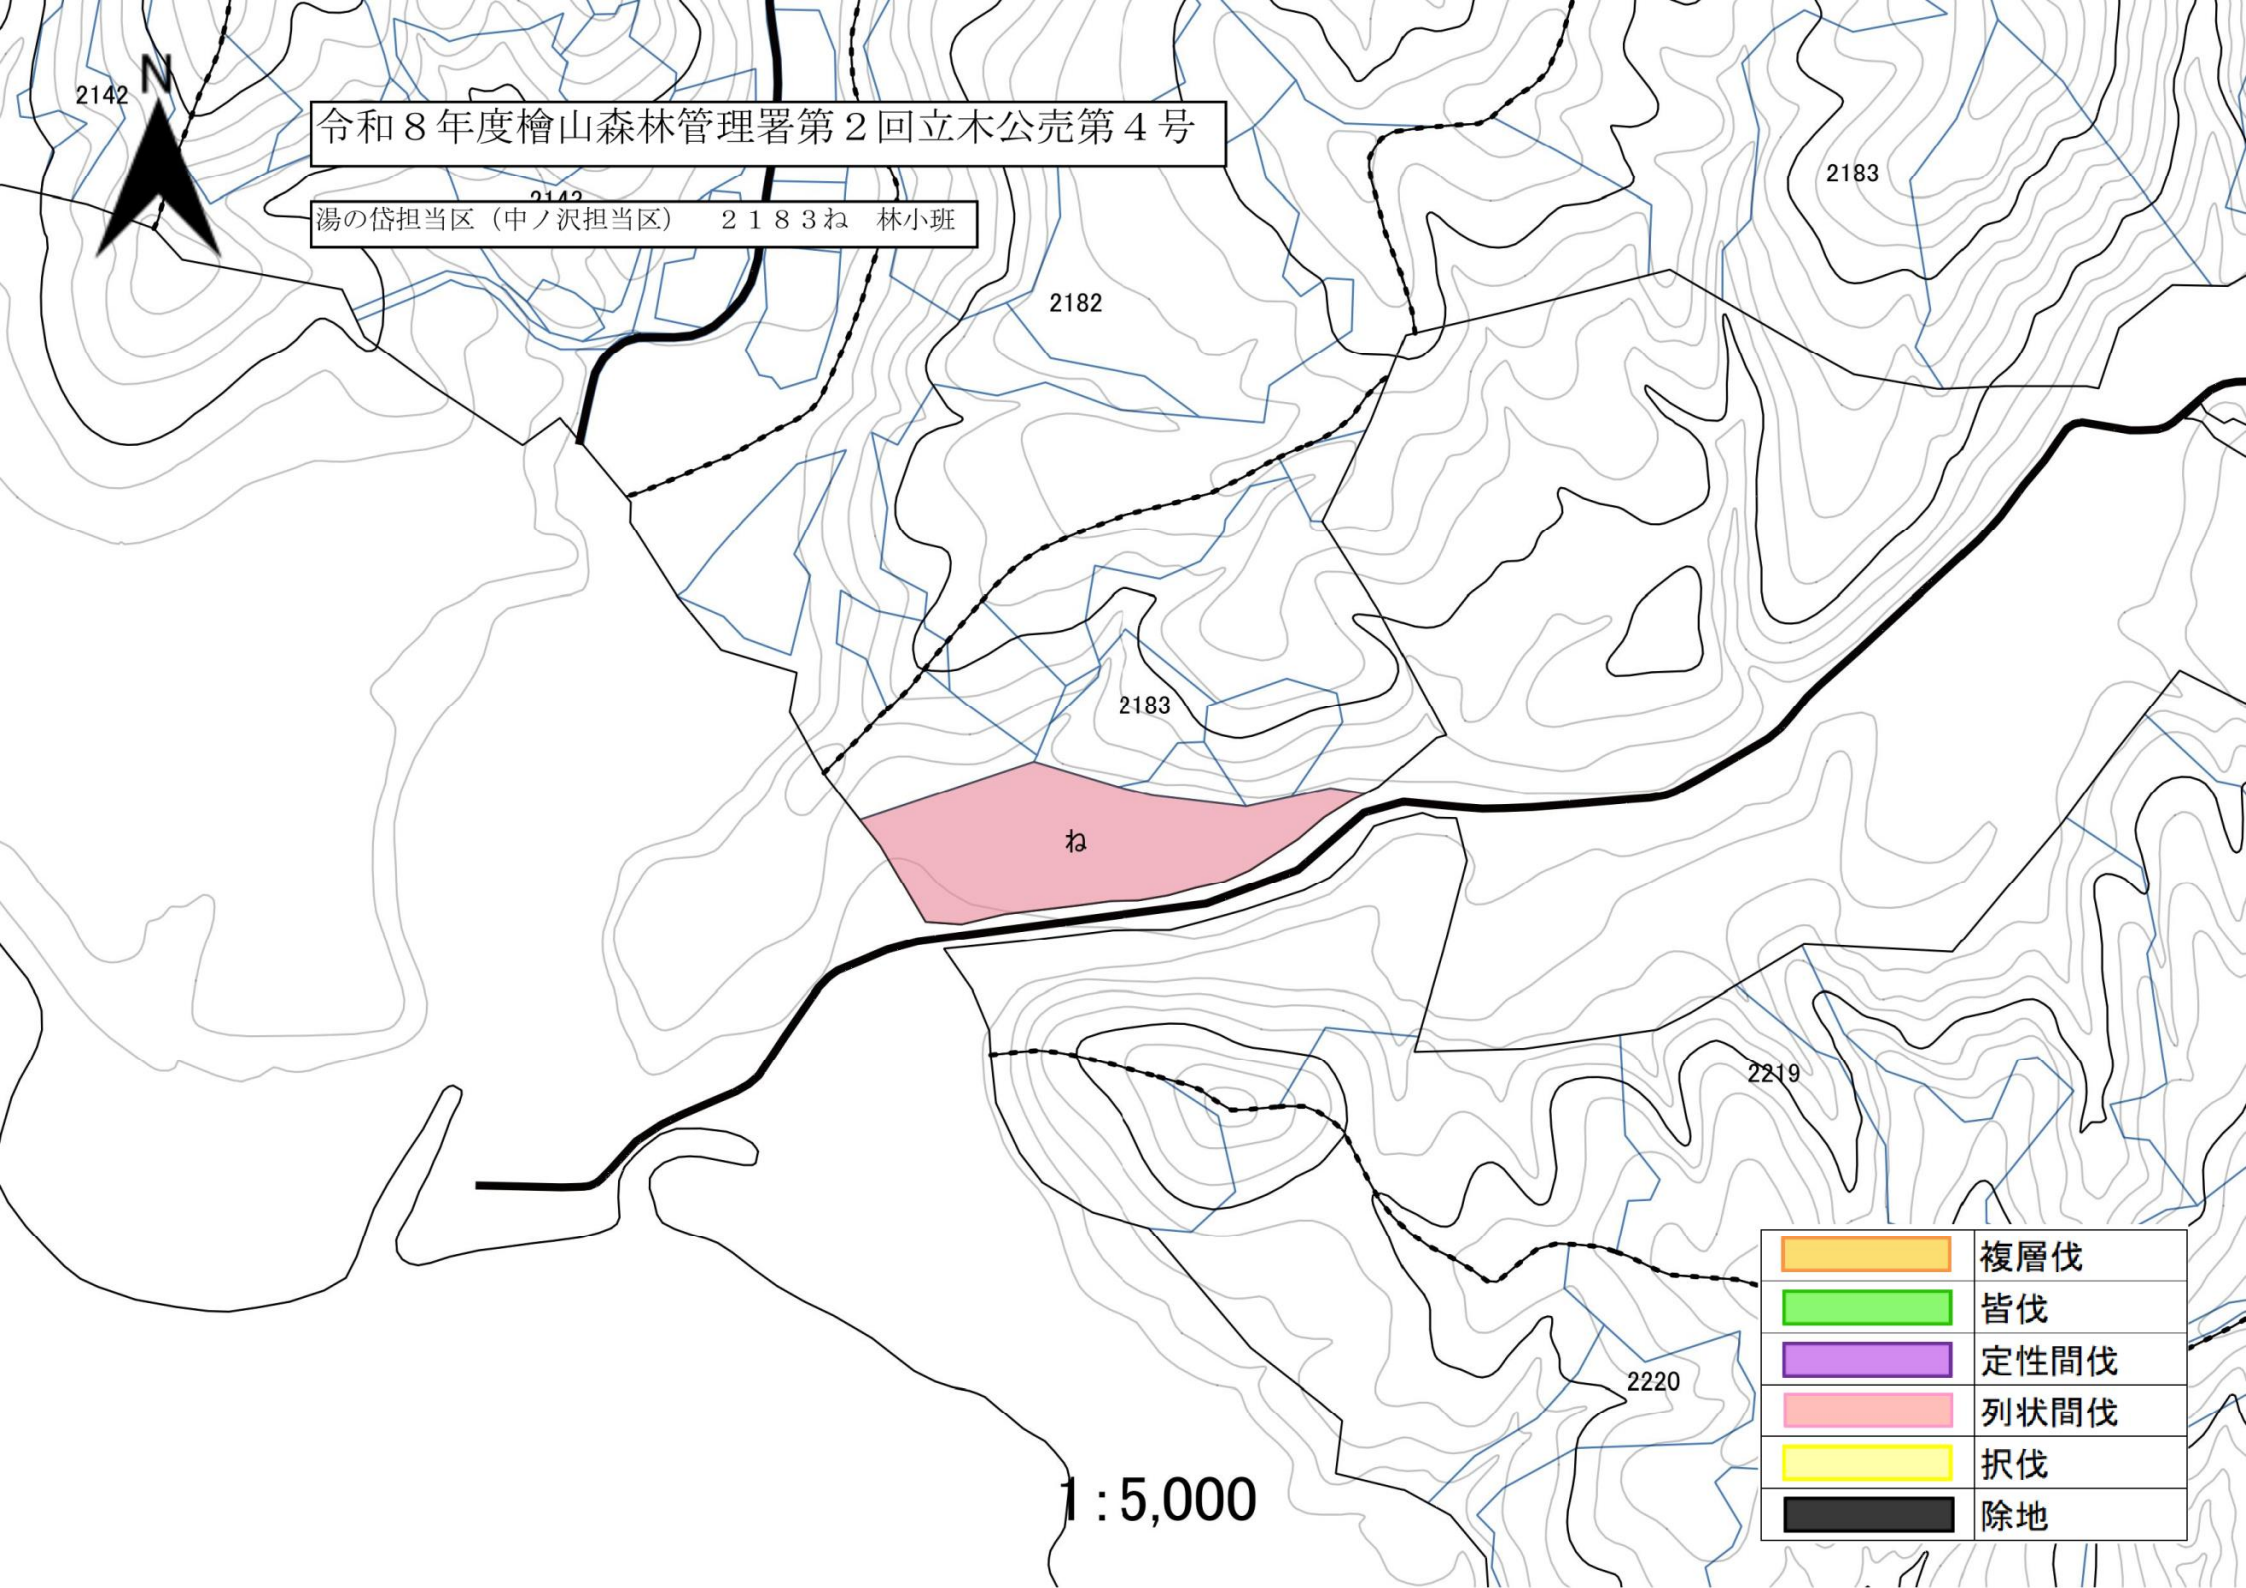 N
2142
令和８年度檜山森林管理署第２回立木公売第４号
2183
2143
湯の岱担当区（中ノ沢担当区）　２１８３ね　林小班
2182
2183
ね
2219
2220
複層伐
皆伐
定性間伐
列状間伐
択伐
除地
1:5,000